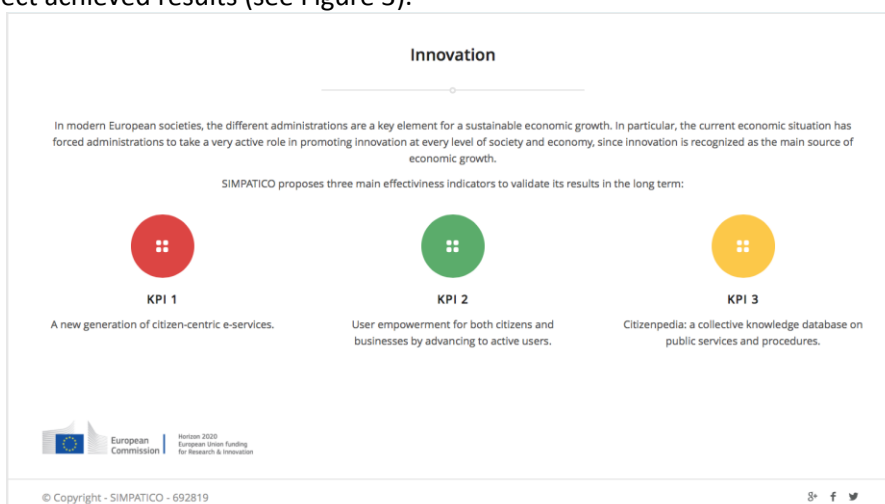 ect achieved results (see Figure 5).
Innovation
In modern European societies, the different administrations are a key element for a sustainable economic growth. In particular, the current economic situation has
forced administrations to take a very active role in promoting innovation at every level of society and economy, since innovation is recognized as the main source of
economic growth.
SIMPATICO proposes three main effectiviness indicators to validate its results in the long term:
KPI 1
KPI 2
KPI 3
A new generation of citizen-centric e-services.
User empowerment for both citizens and
businesses by advancing to active users.
Citizenpedia: a collective knowledge database on
public services and procedures.
European
Commission
Horizon 2020
European Union funding
for Research & Innovation
© Copyright - SIMPATICO - 692819